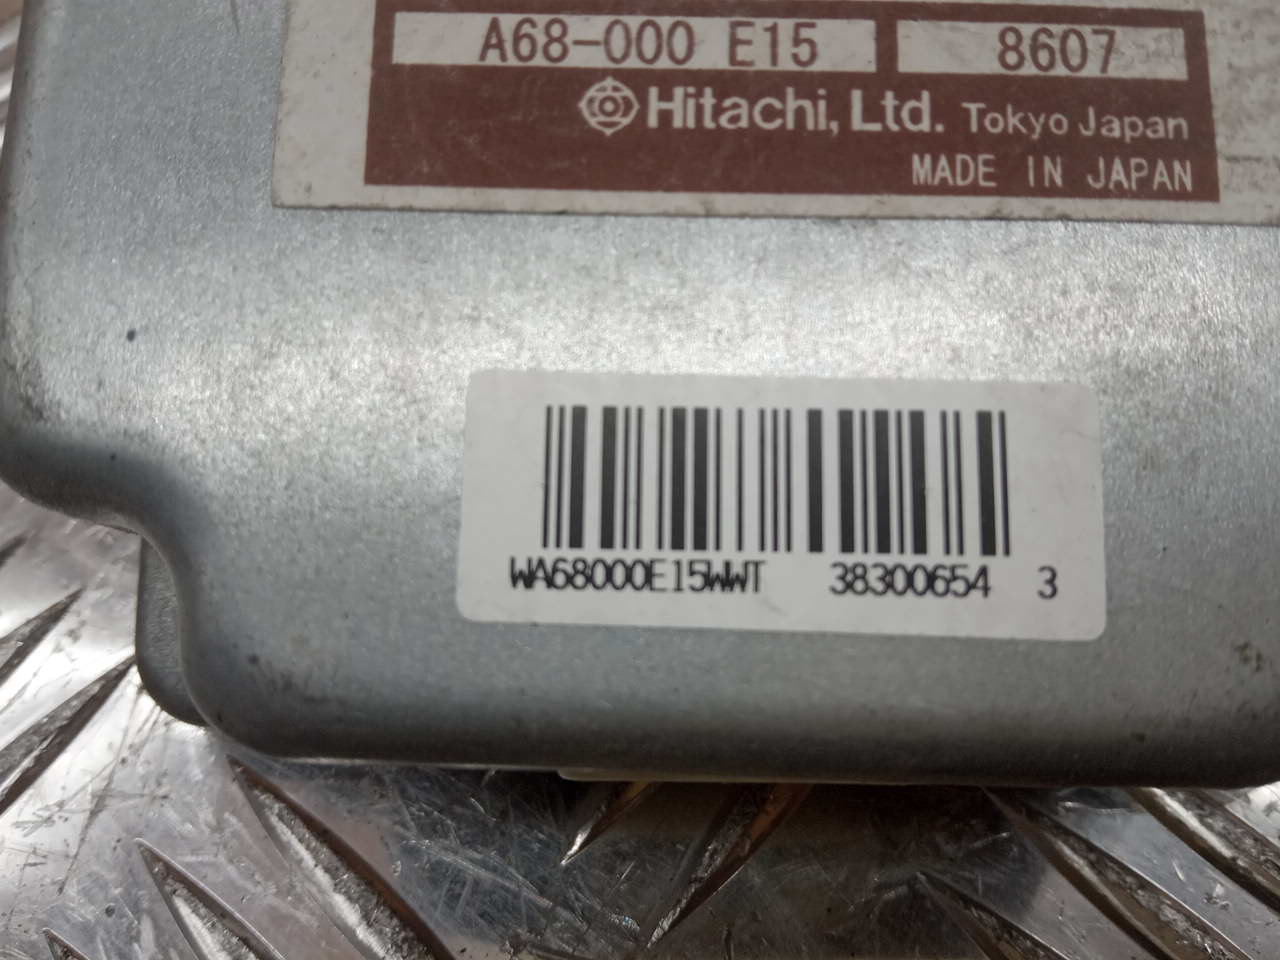 A68-000 E15 8607
Hitachi, Ltd. Tokyo Japan
MADE IN JAPAN
WA68000E15WWT 38300654 3